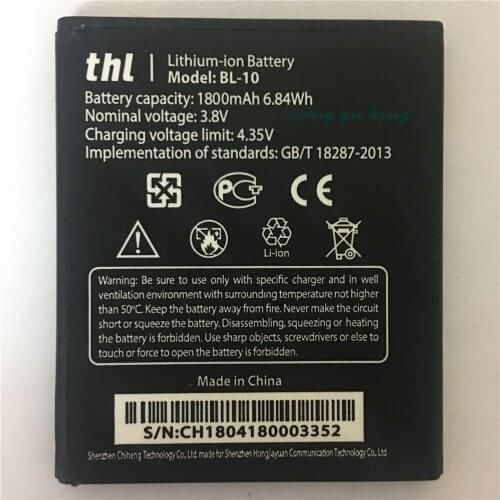 thl
Lithium-ion Battery
Model: BL-10
Battery capacity: 1800mAh 6.84Wh
Nominal voltage: 3.8V
wang gu king
Charging voltage limit: 4.35V
Implementation of standards: GB/T 18287-2013
PCT
Li-ion
Warning: Be sure to use only with specific charger and in well
ventilation environment with surrounding temperature not higher
than 50°C. Keep the battery away from fire. Never make the circuit
short or squeeze the battery. Disassembling, squeezing or heating
the battery is forbidden. Use sharp objects, screwdrivers or else to
touch or to open the battery is forbidden.
Made in China
S/N:CH1804180003352
Shenzhen Chiheng Technology Co., Ltd. for Shenzhen HongJiayuan Communication Technology Co., Ltd.